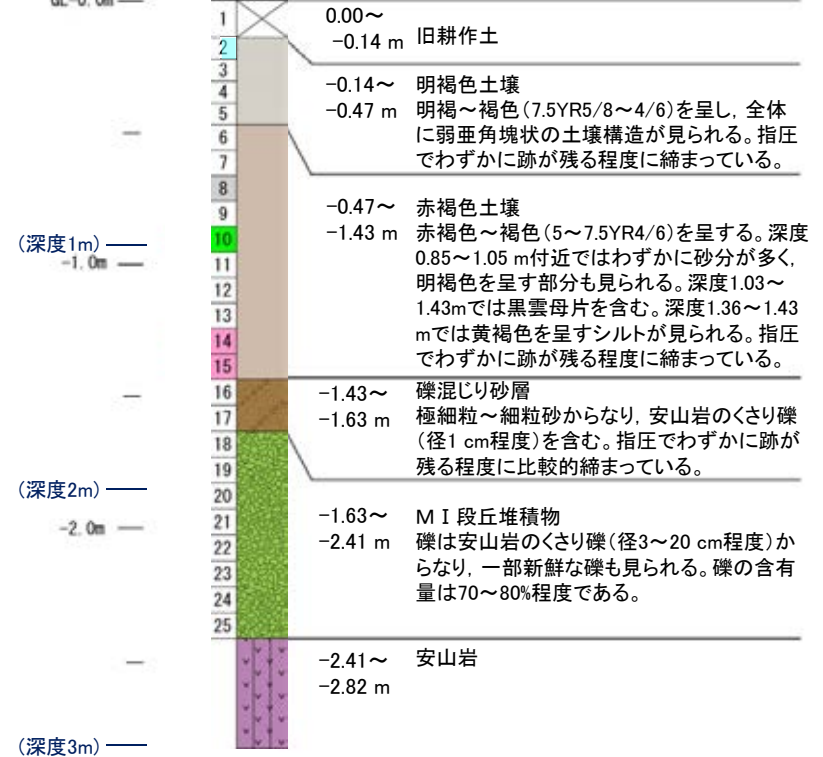 GL-0.0m
1
2
3
4
5
6
7
8
9
10
11
12
13
14
15
16
17
18
19
20
21
22
23
24
25
(深度1m)
-1.0m
(深度2m)
-2.0m
(深度3m)
0.00～ 旧耕作土
-0.14 m
-0.14～ 明褐色土壌
-0.47 m 明褐～褐色(7.5YR5/8～4/6)を呈し，全体
に弱亜角塊状の土壌構造が見られる。指圧
でわずかに跡が残る程度に締まっている。
-0.47～ 赤褐色土壌
-1.43 m 赤褐色～褐色(5～7.5YR4/6)を呈する。深度
0.85～1.05 m付近ではわずかに砂分が多く，
明褐色を呈す部分も見られる。深度1.03～
1.43mでは黒雲母片を含む。深度1.36～1.43
mでは黄褐色を呈すシルトが見られる。指圧
でわずかに跡が残る程度に締まっている。
-1.43～ 礫混じり砂層
-1.63 m 極細粒～細粒砂からなり，安山岩のくさり礫
(径1 cm程度)を含む。指圧でわずかに跡が
残る程度に比較的締まっている。
-1.63～ ＭⅠ段丘堆積物
-2.41 m 礫は安山岩のくさり礫(径3～20 cm程度)か
らなり，一部新鮮な礫も見られる。礫の含有
量は70～80%程度である。
-2.41～ 安山岩
-2.82 m